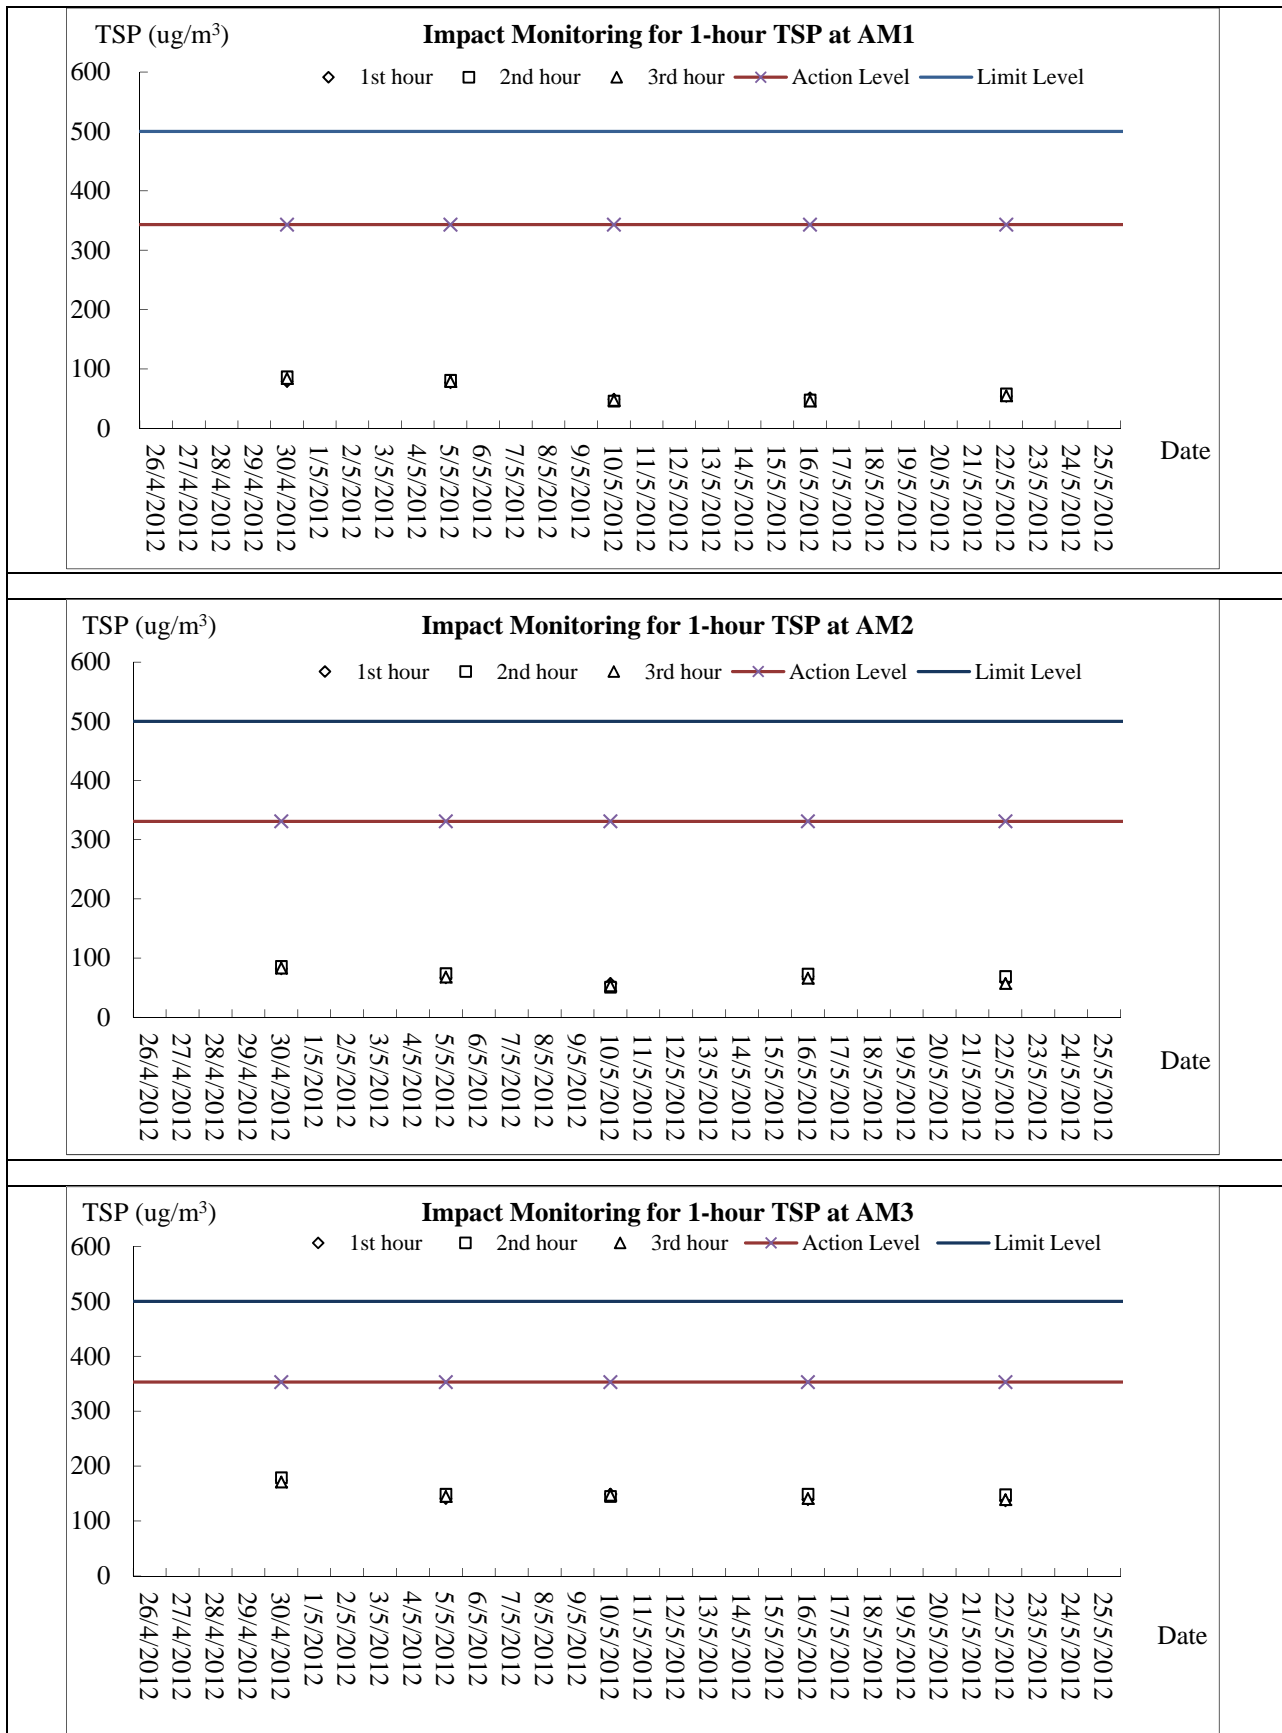 TSP (ug/m³) Impact Monitoring for 1-hour TSP at AM1
1st hour 2nd hour 3rd hour Action Level Limit Level
600
500
400
300
200
100
0
26/4/2012 27/4/2012 28/4/2012 29/4/2012 30/4/2012 1/5/2012 2/5/2012 3/5/2012 4/5/2012 5/5/2012 6/5/2012 7/5/2012 8/5/2012 9/5/2012 10/5/2012 11/5/2012 12/5/2012 13/5/2012 14/5/2012 15/5/2012 16/5/2012 17/5/2012 18/5/2012 19/5/2012 20/5/2012 21/5/2012 22/5/2012 23/5/2012 24/5/2012 25/5/2012
Date
TSP (ug/m³) Impact Monitoring for 1-hour TSP at AM2
600
1st hour 2nd hour 3rd hour Action Level Limit Level
500
400
300
200
100
0
26/4/2012 27/4/2012 28/4/2012 29/4/2012 30/4/2012 1/5/2012 2/5/2012 3/5/2012 4/5/2012 5/5/2012 6/5/2012 7/5/2012 8/5/2012 9/5/2012 10/5/2012 11/5/2012 12/5/2012 13/5/2012 14/5/2012 15/5/2012 16/5/2012 17/5/2012 18/5/2012 19/5/2012 20/5/2012 21/5/2012 22/5/2012 23/5/2012 24/5/2012 25/5/2012
Date
TSP (ug/m³) Impact Monitoring for 1-hour TSP at AM3
1st hour 2nd hour 3rd hour Action Level Limit Level
600
500
400
300
200
100
0
26/4/2012 27/4/2012 28/4/2012 29/4/2012 30/4/2012 1/5/2012 2/5/2012 3/5/2012 4/5/2012 5/5/2012 6/5/2012 7/5/2012 8/5/2012 9/5/2012 10/5/2012 11/5/2012 12/5/2012 13/5/2012 14/5/2012 15/5/2012 16/5/2012 17/5/2012 18/5/2012 19/5/2012 20/5/2012 21/5/2012 22/5/2012 23/5/2012 24/5/2012 25/5/2012
Date